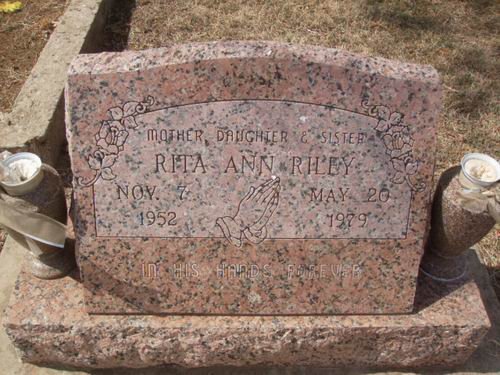 MOTHER, DAUGHTER & SISTER
RITA ANN RILEY
NOV. 7 MAY 20
1952 1979
IN HIS HANDS FOREVER